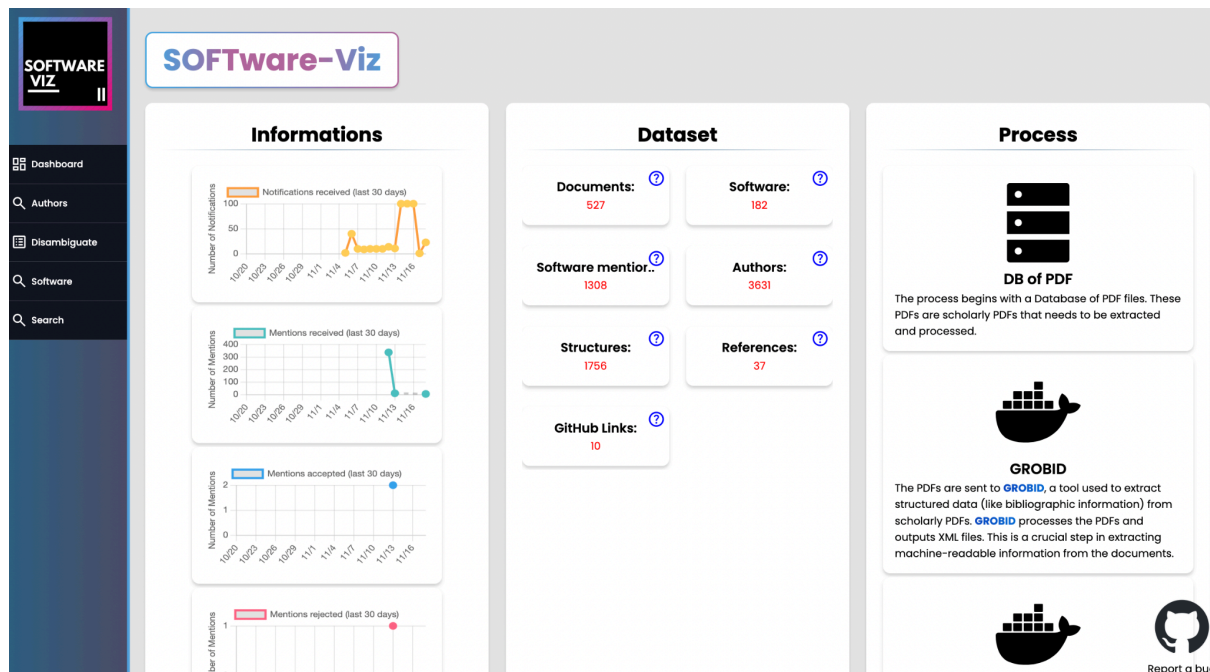 SOFTWARE
VIZ
Dashboard
Authors
Disambiguate
Software
Search
SOFTware-Viz
Informations
Notifications received (last 30 days)
Number of Notifications
100
50
0
10/20
10/23
10/26
10/29
11/1
11/4
11/7
11/10
11/13
11/16
Mentions received (last 30 days)
Number of Mentions
400
300
200
100
0
10/20
10/23
10/26
10/29
11/1
11/4
11/7
11/10
11/13
11/16
Mentions accepted (last 30 days)
Number of Mentions
2
1
0
10/20
10/23
10/26
10/29
11/1
11/4
11/7
11/10
11/13
11/16
Mentions rejected (last 30 days)
ber of Mentions
1
Dataset
Documents:
?
527
Software:
?
182
Software mentior..
?
1308
Authors:
?
3631
Structures:
?
1756
References:
?
37
GitHub Links:
?
10
Process
DB of PDF
The process begins with a Database of PDF files. These
PDFs are scholarly PDFs that needs to be extracted
and processed.
GROBID
The PDFs are sent to GROBID, a tool used to extract
structured data (like bibliographic information) from
scholarly PDFs. GROBID processes the PDFs and
outputs XML files. This is a crucial step in extracting
machine-readable information from the documents.
Report a bu